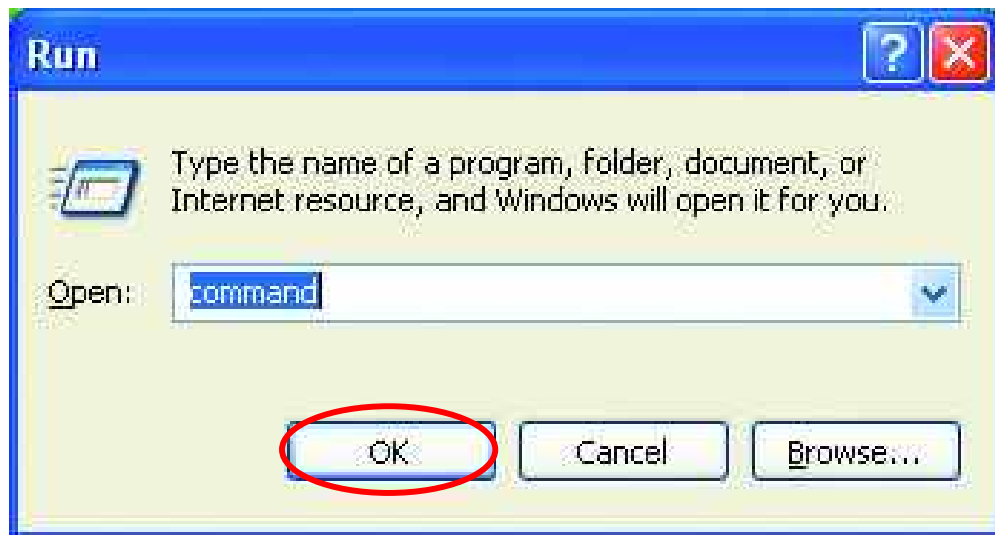 Run
?
Type the name of a program, folder, document, or
Internet resource, and Windows will open it for you.
Open: command
OK Cancel Browse...